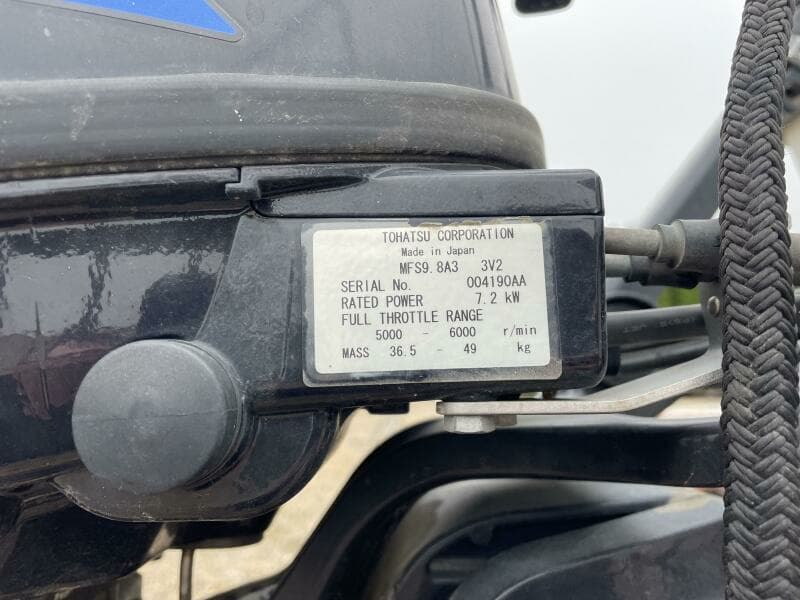 TOHATSU CORPORATION
Made in Japan
MFS9.8A3 3V2
SERIAL No. 004190AA
RATED POWER 7.2 kW
FULL THROTTLE RANGE
5000 - 6000 r/min
MASS 36.5 - 49 kg